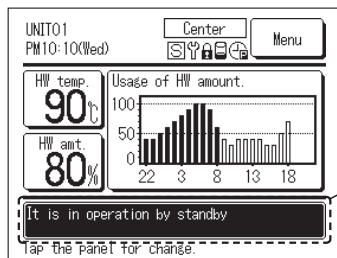 UNIT01
PM10:10(Wed)
Center
S
P
Menu
HW temp.
90℃
HW amt.
80%
Usage of HW amount.
100
50
0
22 3 8 13 18
It is in operation by standby
Tap the panel for change.